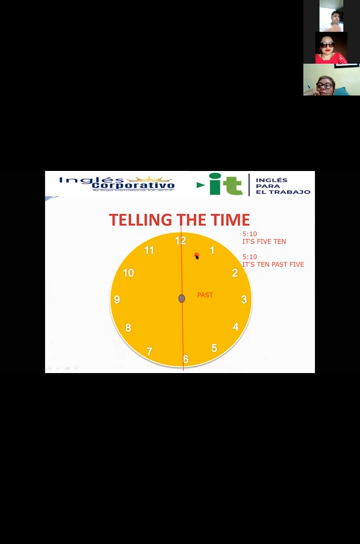 Inglés
Corporativo
it
INGLÉS
PARA
EL TRABAJO
TELLING THE TIME
5:10
IT'S FIVE TEN
5:10
IT'S TEN PAST FIVE
PAST
12
1
2
3
4
5
6
7
8
9
10
11